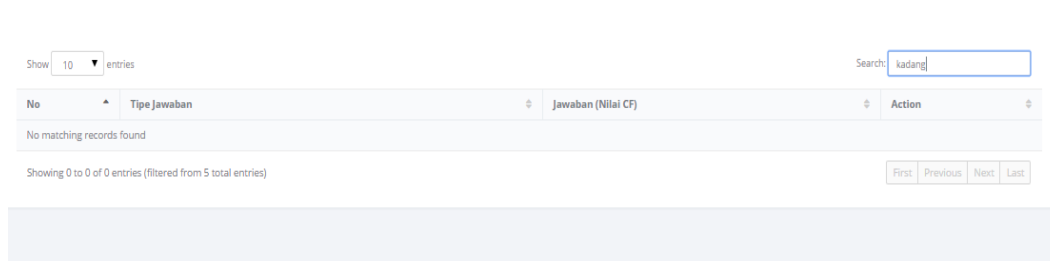 Show 10 entries Search: kadang
No Tipe Jawaban Jawaban (Nilai CF) Action
No matching records found
Showing 0 to 0 of 0 entries (filtered from 5 total entries) First Previous Next Last